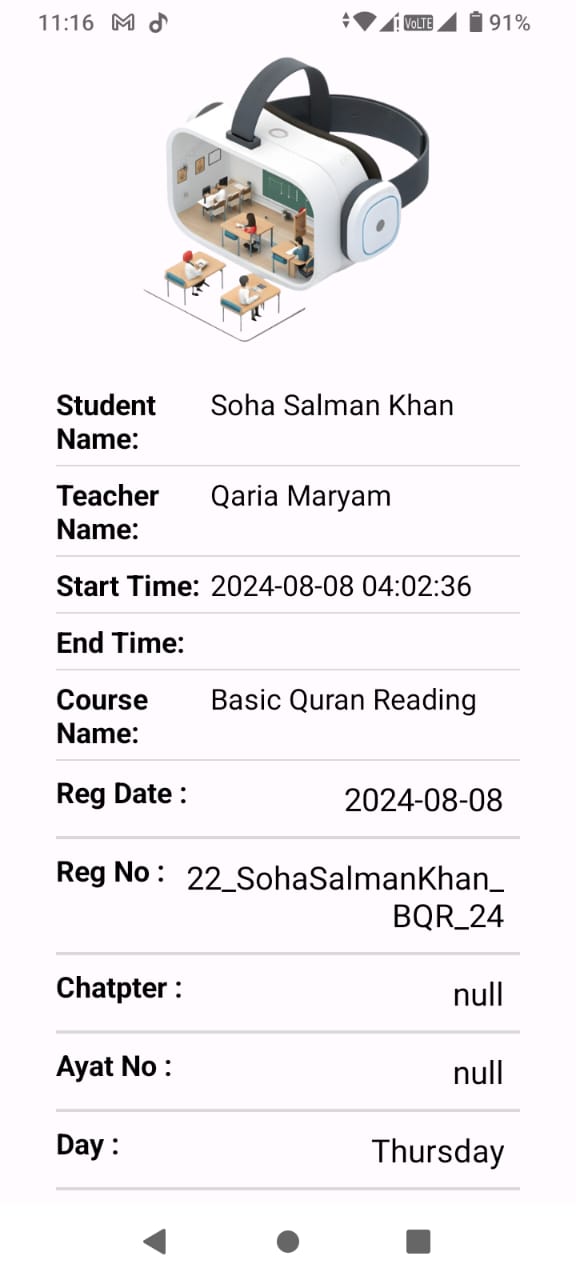 11:16 VoLTE 91%
Student Soha Salman Khan
Name:
Teacher Qaria Maryam
Name:
Start Time: 2024-08-08 04:02:36
End Time:
Course Basic Quran Reading
Name:
Reg Date : 2024-08-08
Reg No : 22_SohaSalmanKhan_
BQR_24
Chatpter : null
Ayat No : null
Day : Thursday